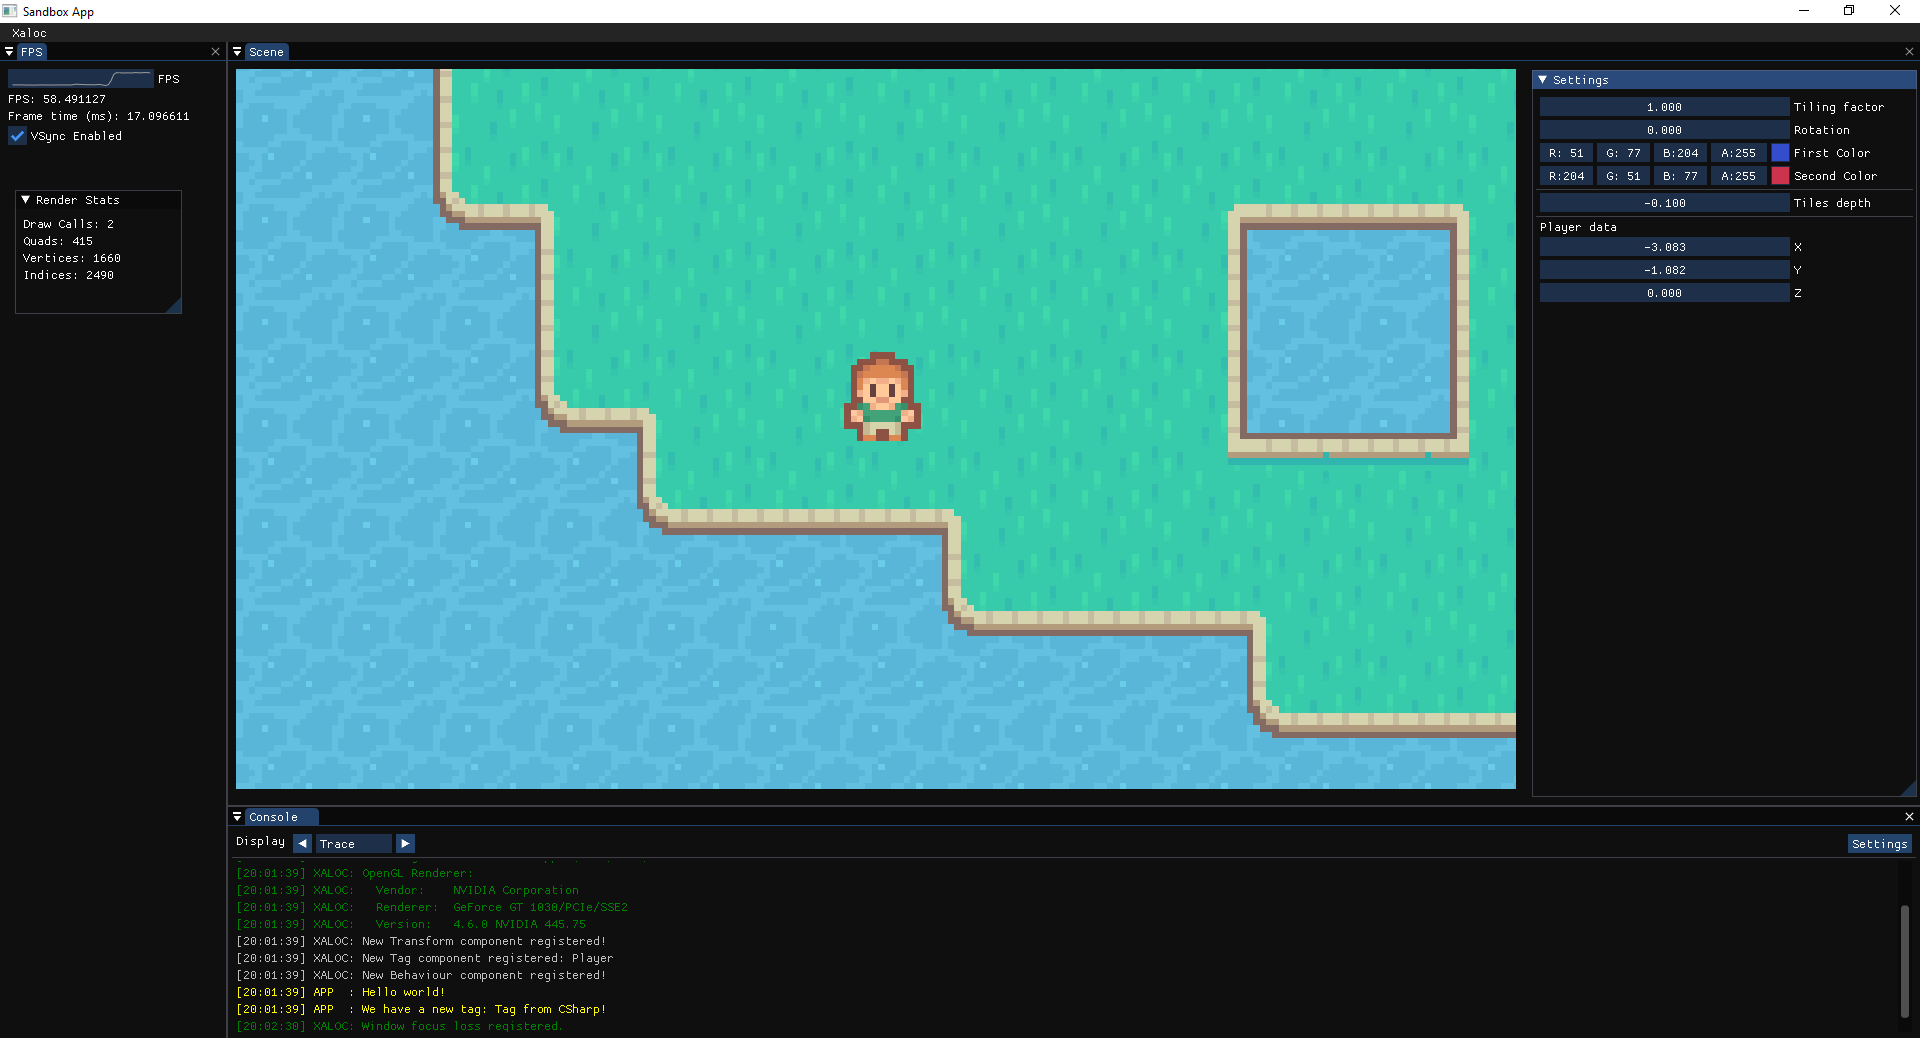 Sandbox App
Xaloc
FPS
FPS
FPS: 58.491127
Frame time (ms): 17.096611
VSync Enabled
Render Stats
Draw Calls: 2
Quads: 415
Vertices: 1660
Indices: 2490
Scene
Settings
1.000 Tiling factor
0.000 Rotation
R: 51 G: 77 B:204 A:255 First Color
R:204 G: 51 B: 77 A:255 Second Color
-0.100 Tiles depth
Player data
-3.083 X
-1.082 Y
0.000 Z
Console
Display Trace Settings
[20:01:39] XALOC: OpenGL Renderer:
[20:01:39] XALOC:   Vendor:    NVIDIA Corporation
[20:01:39] XALOC:   Renderer:  GeForce GT 1030/PCIe/SSE2
[20:01:39] XALOC:   Version:   4.6.0 NVIDIA 445.75
[20:01:39] XALOC: New Transform component registered!
[20:01:39] XALOC: New Tag component registered: Player
[20:01:39] XALOC: New Behaviour component registered!
[20:01:39] APP  : Hello world!
[20:01:39] APP  : We have a new tag: Tag from CSharp!
[20:02:30] XALOC: Window focus loss registered.